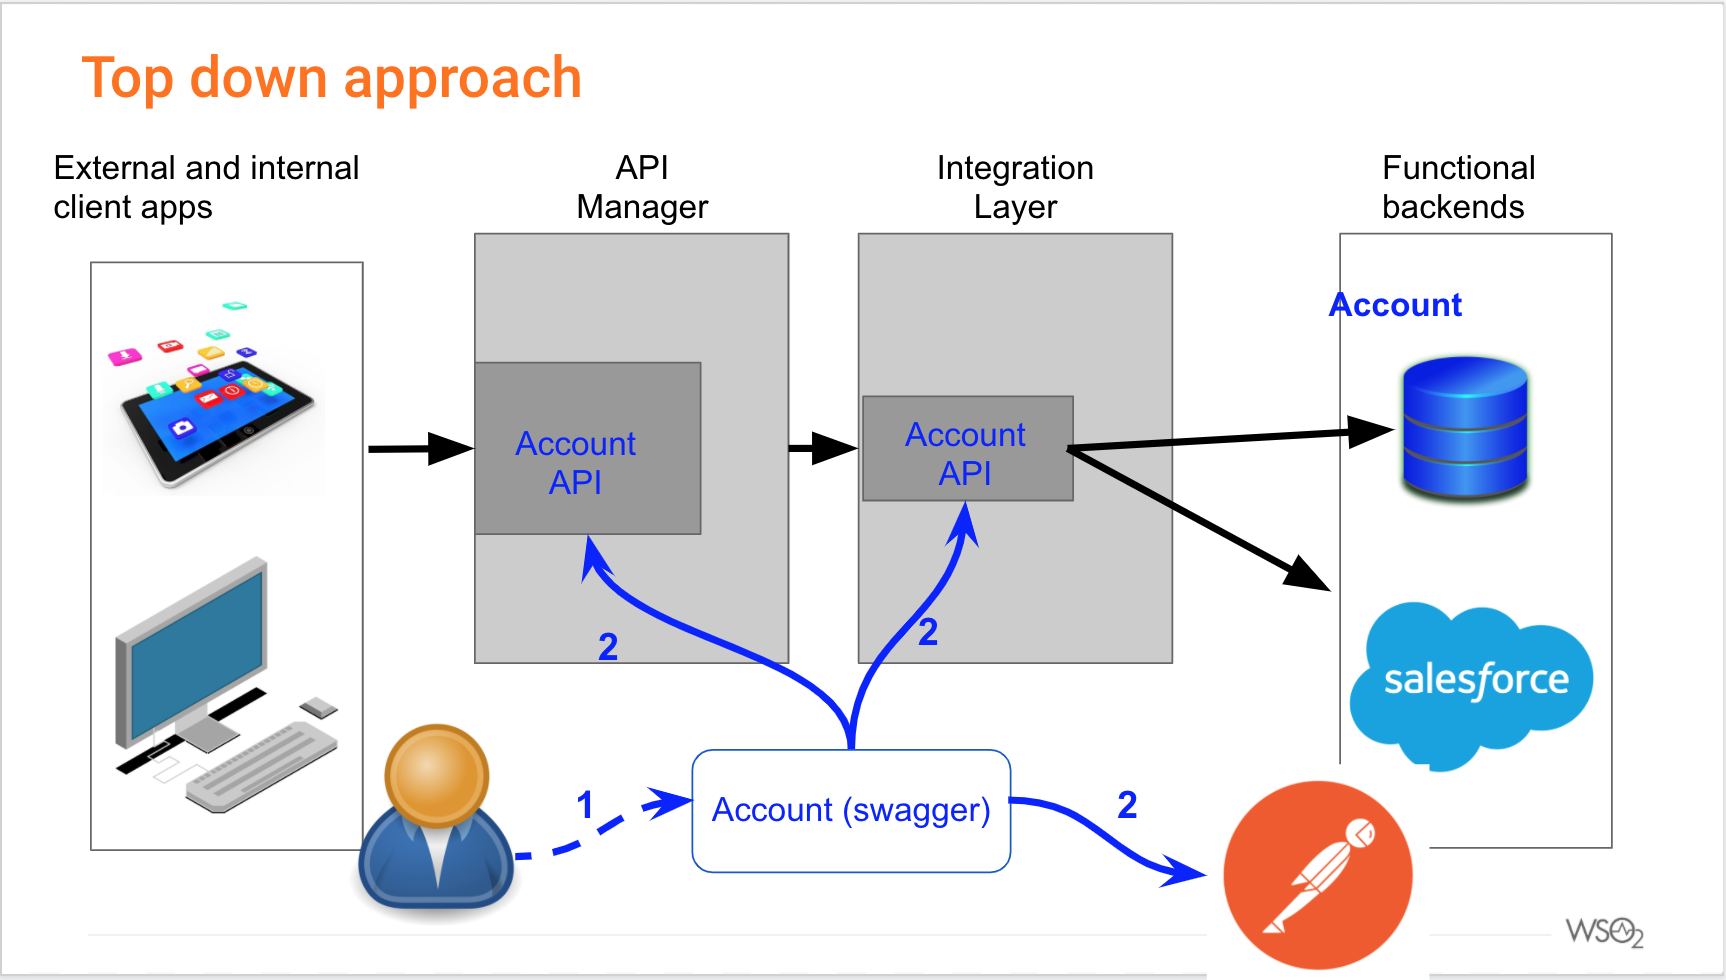 Top down approach
External and internal
client apps
API
Manager
Integration
Layer
Functional
backends
Account
Account
API
Account
API
2
2
salesforce
1
Account (swagger)
2
WSO2